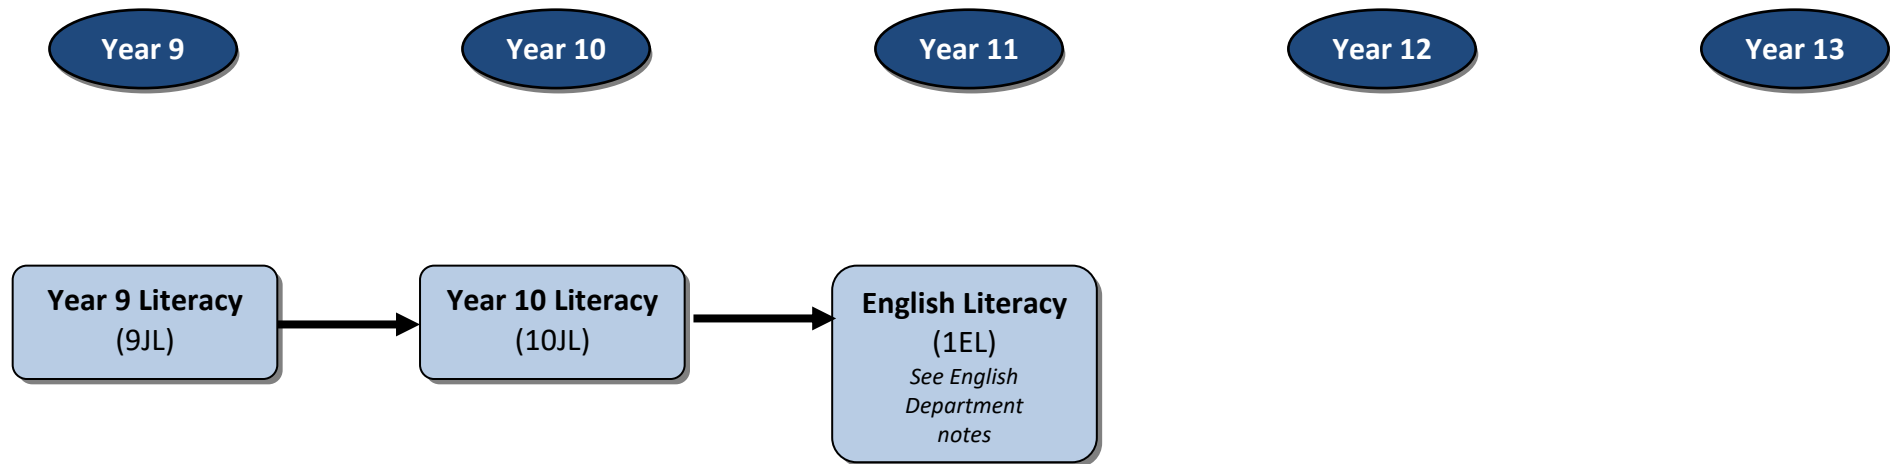 Year 9
Year 10
Year 11
Year 12
Year 13
Year 9 Literacy
(9JL)
Year 10 Literacy
(10JL)
English Literacy
(1EL)
See English
Department
notes